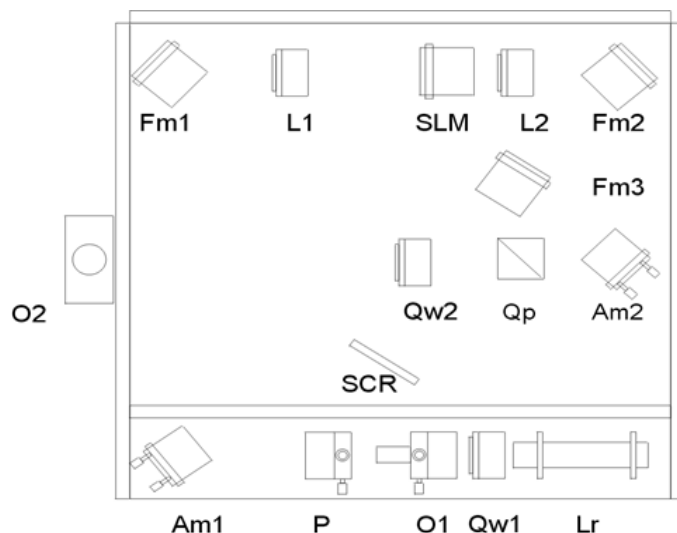 Fm1 L1 SLM L2 Fm2
Fm3
O2 Qw2 Qp Am2
SCR
Am1 P O1 Qw1 Lr